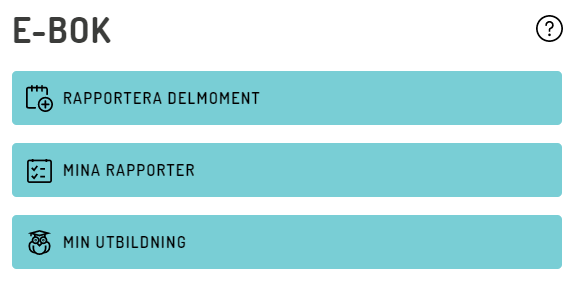 E-BOK
?
RAPPORTERA DELMOMENT
MINA RAPPORTER
MIN UTBILDNING